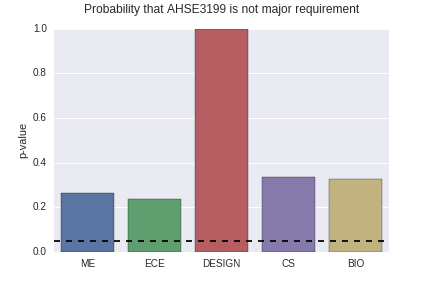 Probability that AHSE3199 is not major requirement
1.0
0.8
0.6
0.4
0.2
0.0
p-value
ME ECE DESIGN CS BIO